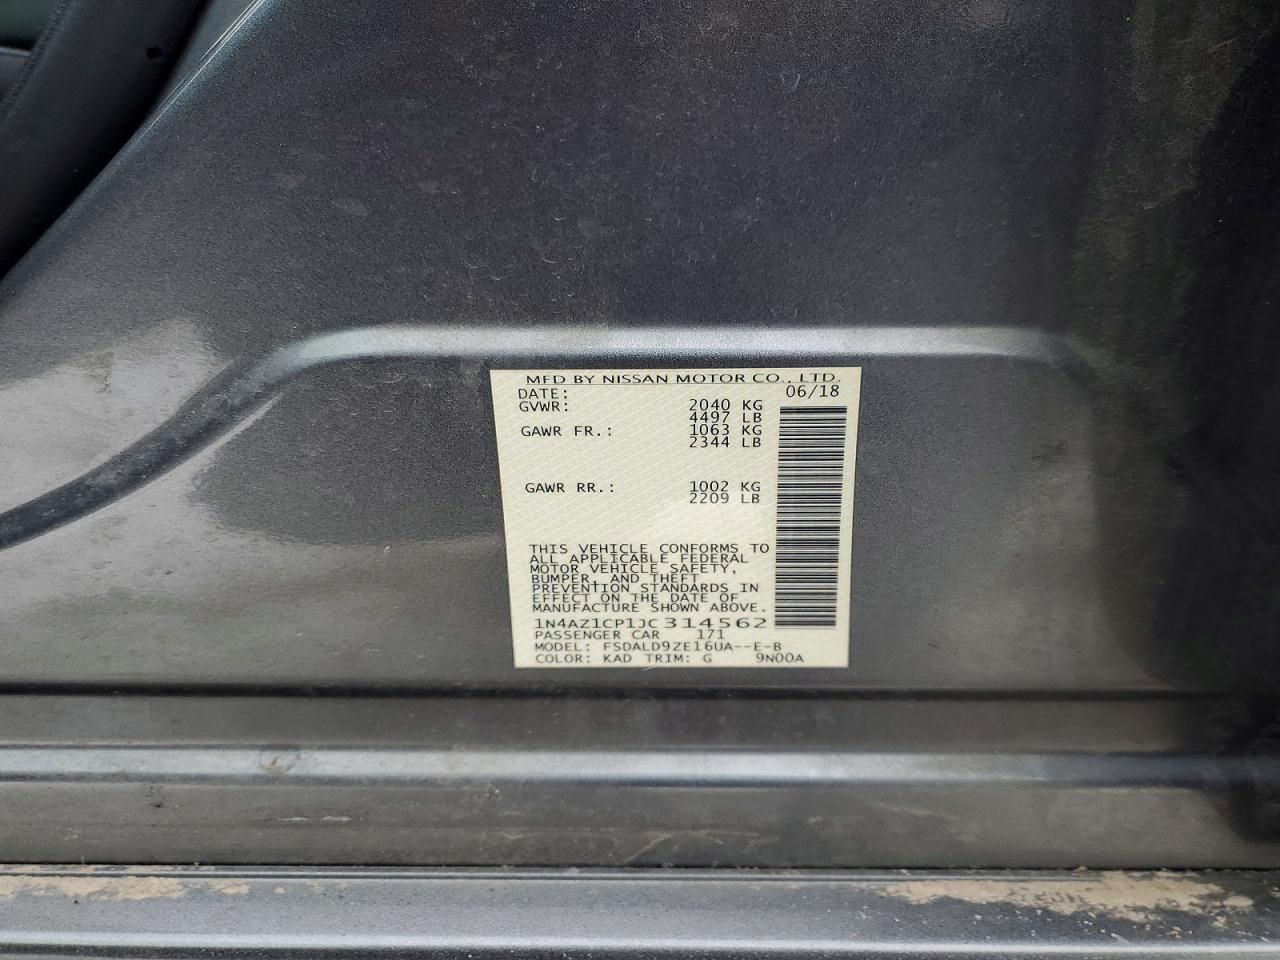 MFD BY NISSAN MOTOR CO., LTD.
DATE: 06/18
GVWR: 2040 KG
4497 LB
GAWR FR.: 1063 KG
2344 LB
GAWR RR.: 1002 KG
2209 LB
THIS VEHICLE CONFORMS TO
ALL APPLICABLE FEDERAL
MOTOR VEHICLE SAFETY,
BUMPER, AND THEFT
PREVENTION STANDARDS IN
EFFECT ON THE DATE OF
MANUFACTURE SHOWN ABOVE.
1N4AZ1CP1JC314562
PASSENGER CAR 171
MODEL: FSDALD9ZE16UA--E-B
COLOR: KAD TRIM: G 9N00A